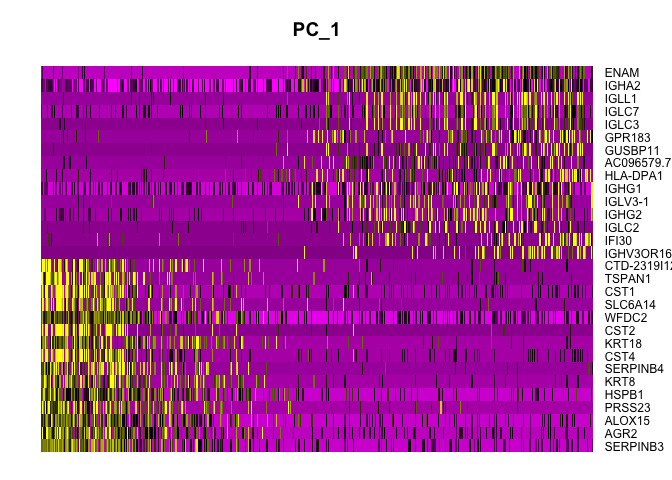 PC_1
ENAM
IGHA2
IGLL1
IGLC7
IGLC3
GPR183
GUSBP11
AC096579.7
HLA-DPA1
IGHG1
IGLV3-1
IGHG2
IGLC2
IFI30
IGHV3OR16
CTD-2319I12
TSPAN1
CST1
SLC6A14
WFDC2
CST2
KRT18
CST4
SERPINB4
KRT8
HSPB1
PRSS23
ALOX15
AGR2
SERPINB3